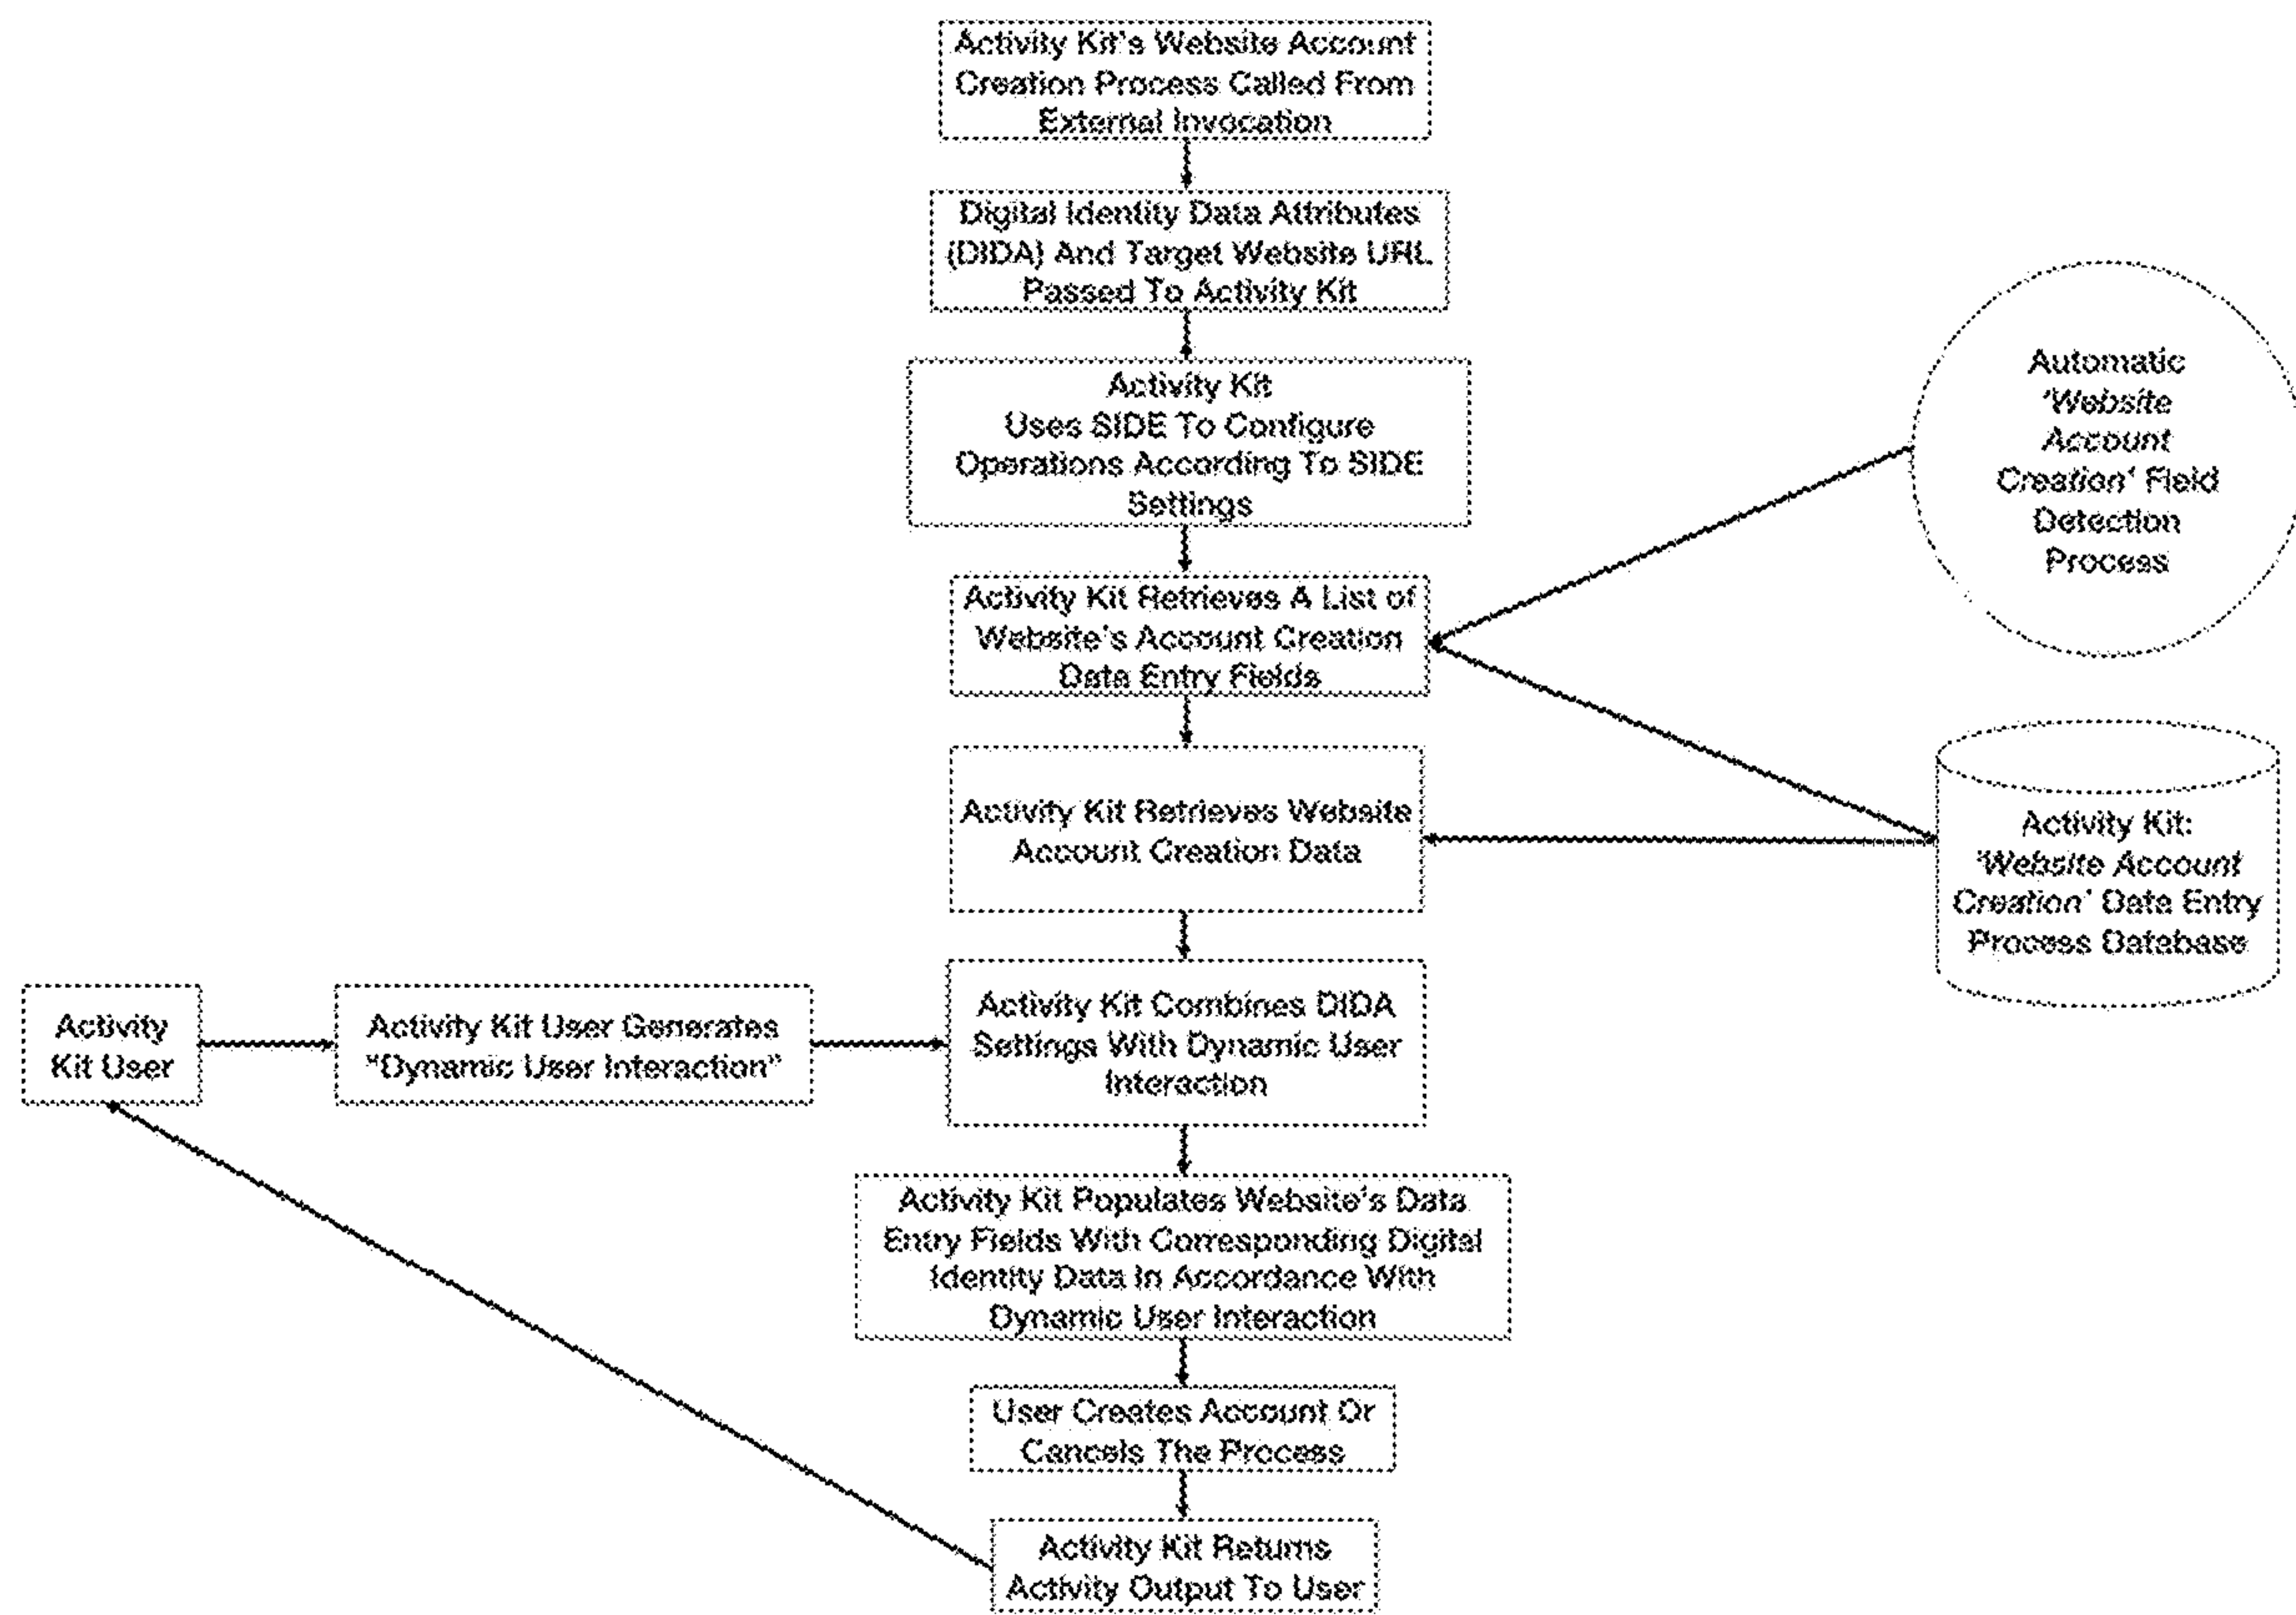 Activity Kit's Website Account
Creation Process Called From
External Invocation
Digital Identity Data Attributes
(DIDA) And Target Website URL
Passed To Activity Kit
Activity Kit
Uses SIDE To Configure
Operations According To SIDE
Settings
Automatic
'Website
Account
Creation' Field
Detection
Process
Activity Kit Retrieves A List of
Website's Account Creation
Data Entry Fields
Activity Kit Retrieves Website
Account Creation Data
Activity Kit:
'Website Account
Creation' Data Entry
Process Database
Activity
Kit User
Activity Kit User Generates
"Dynamic User Interaction"
Activity Kit Combines DIDA
Settings With Dynamic User
Interaction
Activity Kit Populates Website's Data
Entry Fields With Corresponding Digital
Identity Data In Accordance With
Dynamic User Interaction
User Creates Account Or
Cancels The Process
Activity Kit Returns
Activity Output To User